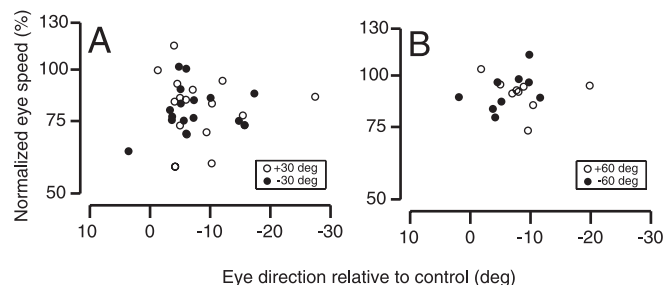 A
B
Normalized eye speed (%)
130
100
75
50
+30 deg
-30 deg
10 0 -10 -20 -30
130
100
75
50
+60 deg
-60 deg
10 0 -10 -20 -30
Eye direction relative to control (deg)